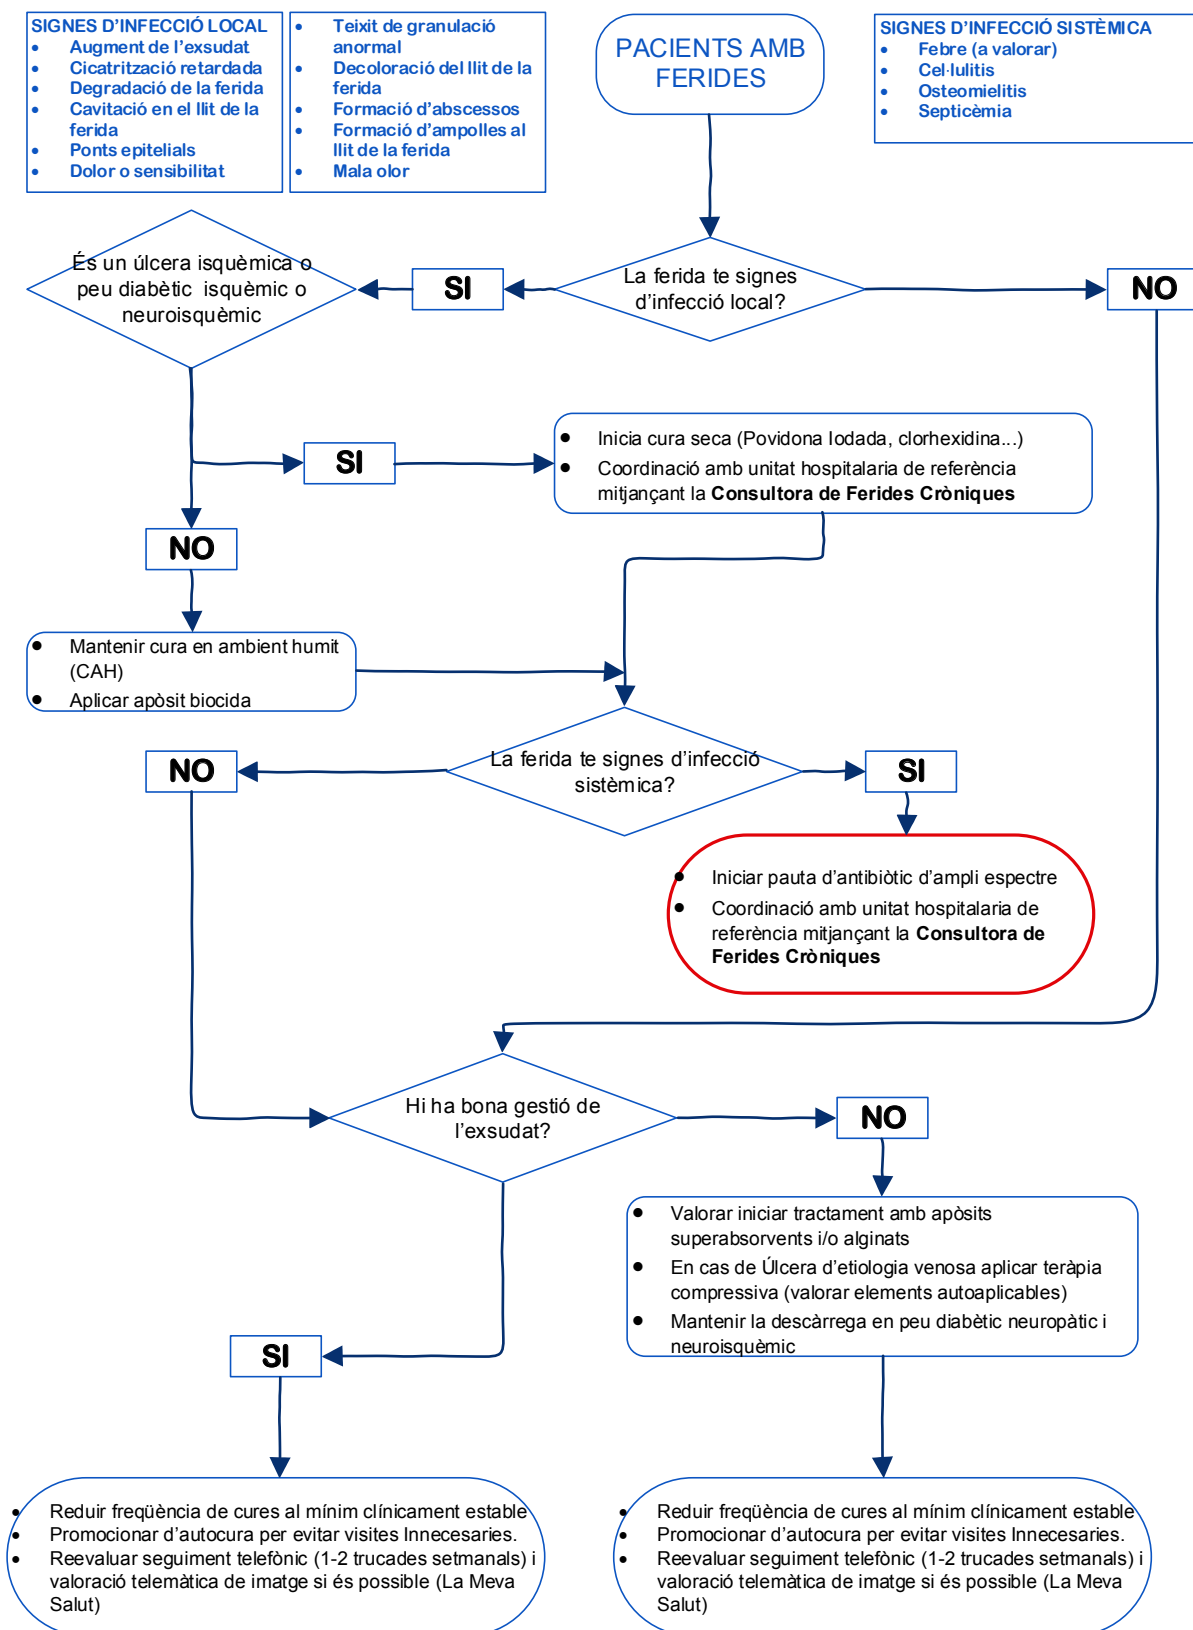 SIGNES D'INFECCIÓ LOCAL
• Augment de l'exsudat
• Cicatrització retardada
• Degradació de la ferida
• Cavitació en el llit de la
ferida
• Ponts epitelials
• Dolor o sensibilitat
• Teixit de granulació
anormal
• Decoloració del llit de la
ferida
• Formació d'abscessos
• Formació d'ampolles al
llit de la ferida
• Mala olor
PACIENTS AMB
FERIDES
SIGNES D'INFECCIÓ SISTÈMICA
• Febre (a valorar)
• Cel·lulitis
• Osteomielitis
• Septicèmia
És un úlcera isquèmica o
peu diabètic isquèmic o
neuroisquèmic
SI
La ferida te signes
d'infecció local?
NO
SI
• Inicia cura seca (Povidona Iodada, clorhexidina...)
• Coordinació amb unitat hospitalaria de referència
mitjançant la Consultora de Ferides Cròniques
NO
• Mantenir cura en ambient humit
(CAH)
• Aplicar apòsit biocida
La ferida te signes d'infecció
sistèmica?
NO
SI
• Iniciar pauta d'antibiòtic d'ampli espectre
• Coordinació amb unitat hospitalaria de
referència mitjançant la Consultora de
Ferides Cròniques
Hi ha bona gestió de
l'exsudat?
NO
• Valorar iniciar tractament amb apòsits
superabsorvents i/o alginats
• En cas de Úlcera d'etiologia venosa aplicar teràpia
compressiva (valorar elements autoaplicables)
• Mantenir la descàrrega en peu diabètic neuropàtic i
neuroisquèmic
SI
• Reduir freqüència de cures al mínim clínicament estable
• Promocionar d'autocura per evitar visites Innecesaries.
• Reevaluar seguiment telefònic (1-2 trucades setmanals) i
valoració telemàtica de imatge si és possible (La Meva
Salut)
• Reduir freqüència de cures al mínim clínicament estable
• Promocionar d'autocura per evitar visites Innecesaries.
• Reevaluar seguiment telefònic (1-2 trucades setmanals) i
valoració telemàtica de imatge si és possible (La Meva
Salut)